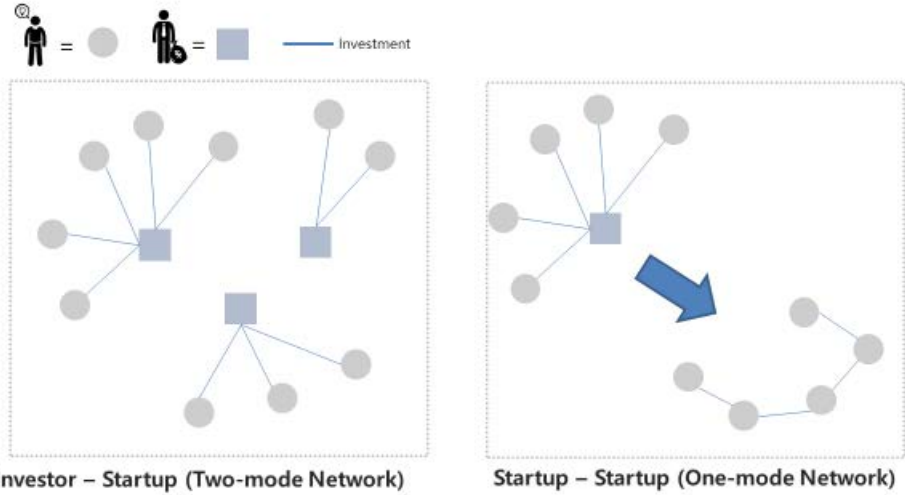 = = Investment
nvestor – Startup (Two-mode Network)
Startup – Startup (One-mode Network)